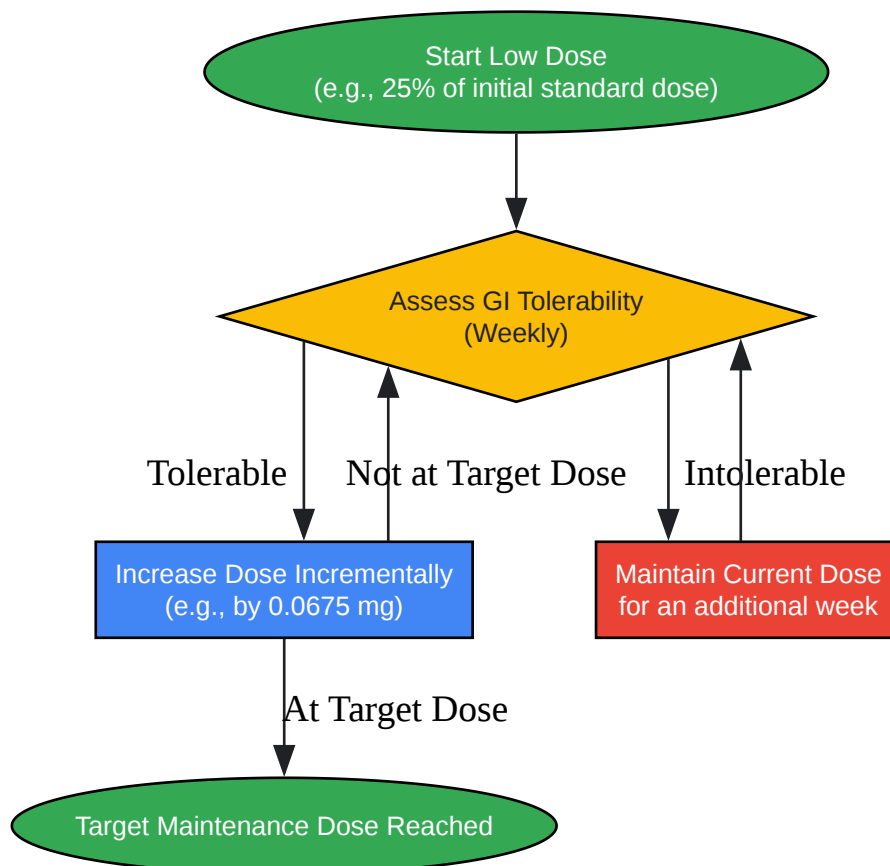 Start Low Dose
(e.g., 25% of initial standard dose)
Assess GI Tolerability
(Weekly)
Tolerable
Not at Target Dose
Intolerable
Increase Dose Incrementally
(e.g., by 0.0675 mg)
Maintain Current Dose
for an additional week
At Target Dose
Target Maintenance Dose Reached